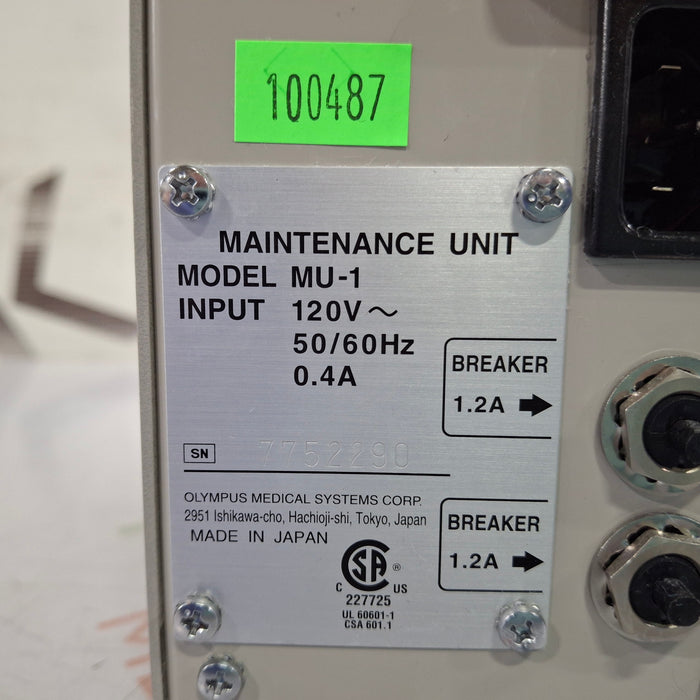 100487
MAINTENANCE UNIT
MODEL MU-1
INPUT 120V~
50/60Hz
0.4A
BREAKER
1.2A
SN 7752290
OLYMPUS MEDICAL SYSTEMS CORP.
2951 Ishikawa-cho, Hachioji-shi, Tokyo, Japan
MADE IN JAPAN
BREAKER
1.2A
CSA ®
C US
227725
UL 60601-1
CSA 601.1